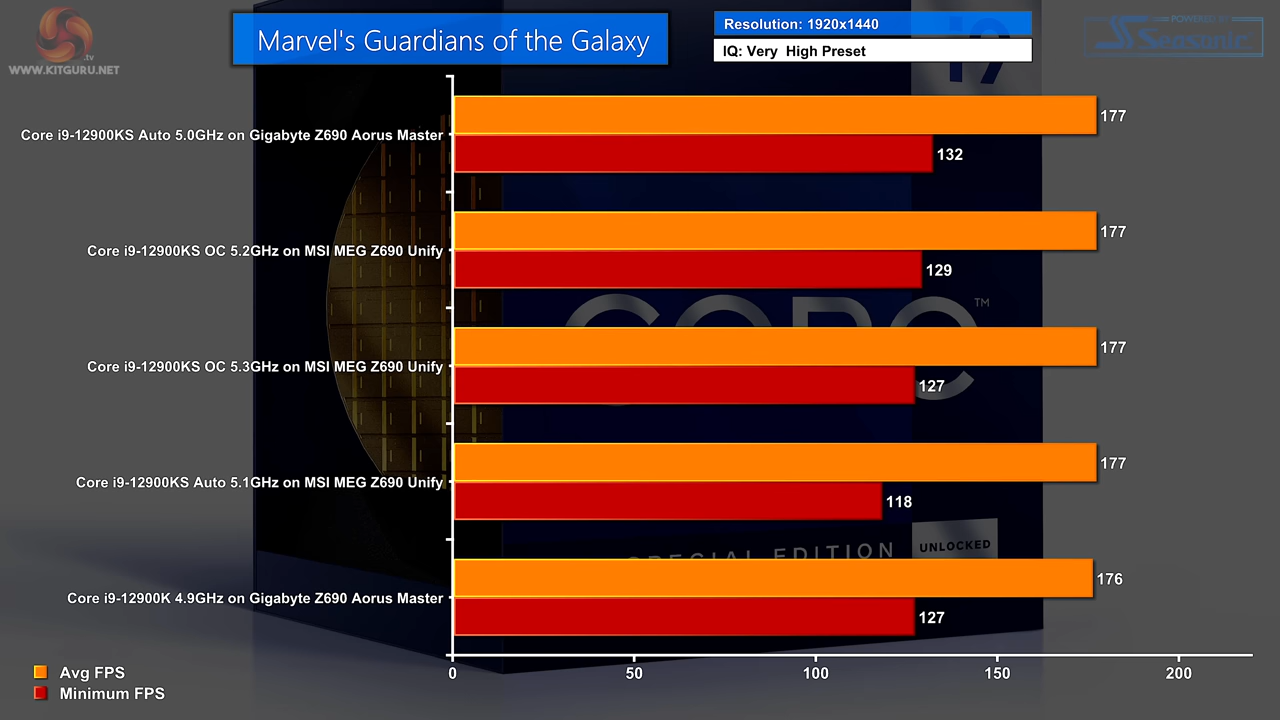 Marvel's Guardians of the Galaxy
Resolution: 1920x1440
IQ: Very High Preset
POWERED BY
Seasonic
.tv
WWW.KITGURU.NET
i9
Core i9-12900KS Auto 5.0GHz on Gigabyte Z690 Aorus Master
177
132
Core i9-12900KS OC 5.2GHz on MSI MEG Z690 Unify
177
129
CORE™
Core i9-12900KS OC 5.3GHz on MSI MEG Z690 Unify
177
127
Core i9-12900KS Auto 5.1GHz on MSI MEG Z690 Unify
177
118
SPECIAL EDITION
UNLOCKED
Core i9-12900K 4.9GHz on Gigabyte Z690 Aorus Master
176
127
0 50 100 150 200
Avg FPS
Minimum FPS